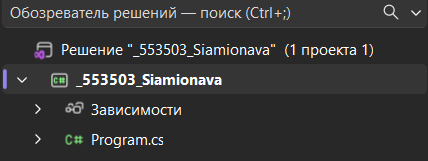 Обозреватель решений — поиск (Ctrl+;)
Решение "_553503_Siamionava" (1 проекта 1)
C# _553503_Siamionava
Зависимости
C# Program.cs